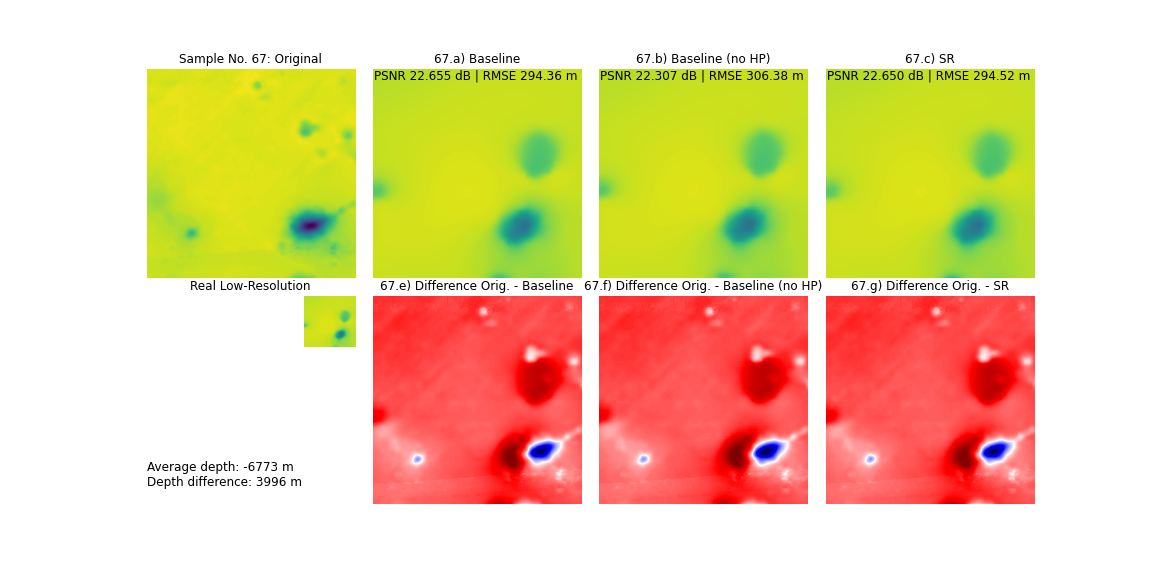 Sample No. 67: Original
67.a) Baseline
67.b) Baseline (no HP)
67.c) SR
PSNR 22.655 dB | RMSE 294.36 m
PSNR 22.307 dB | RMSE 306.38 m
PSNR 22.650 dB | RMSE 294.52 m
Real Low-Resolution
67.e) Difference Orig. - Baseline
67.f) Difference Orig. - Baseline (no HP)
67.g) Difference Orig. - SR
Average depth: -6773 m
Depth difference: 3996 m